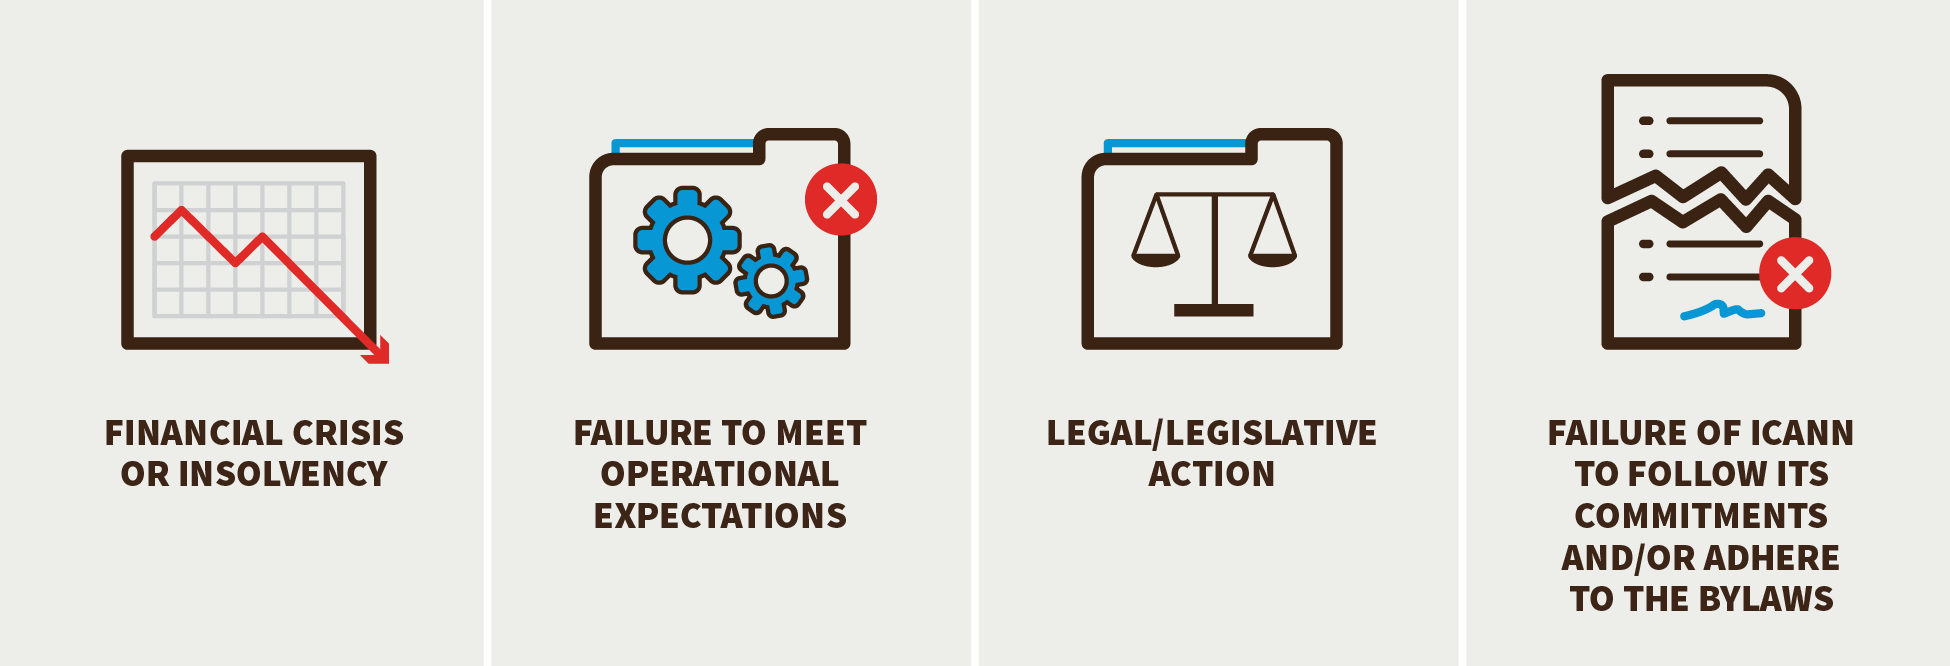 FINANCIAL CRISIS
OR INSOLVENCY
FAILURE TO MEET
OPERATIONAL
EXPECTATIONS
LEGAL/LEGISLATIVE
ACTION
FAILURE OF ICANN
TO FOLLOW ITS
COMMITMENTS
AND/OR ADHERE
TO THE BYLAWS